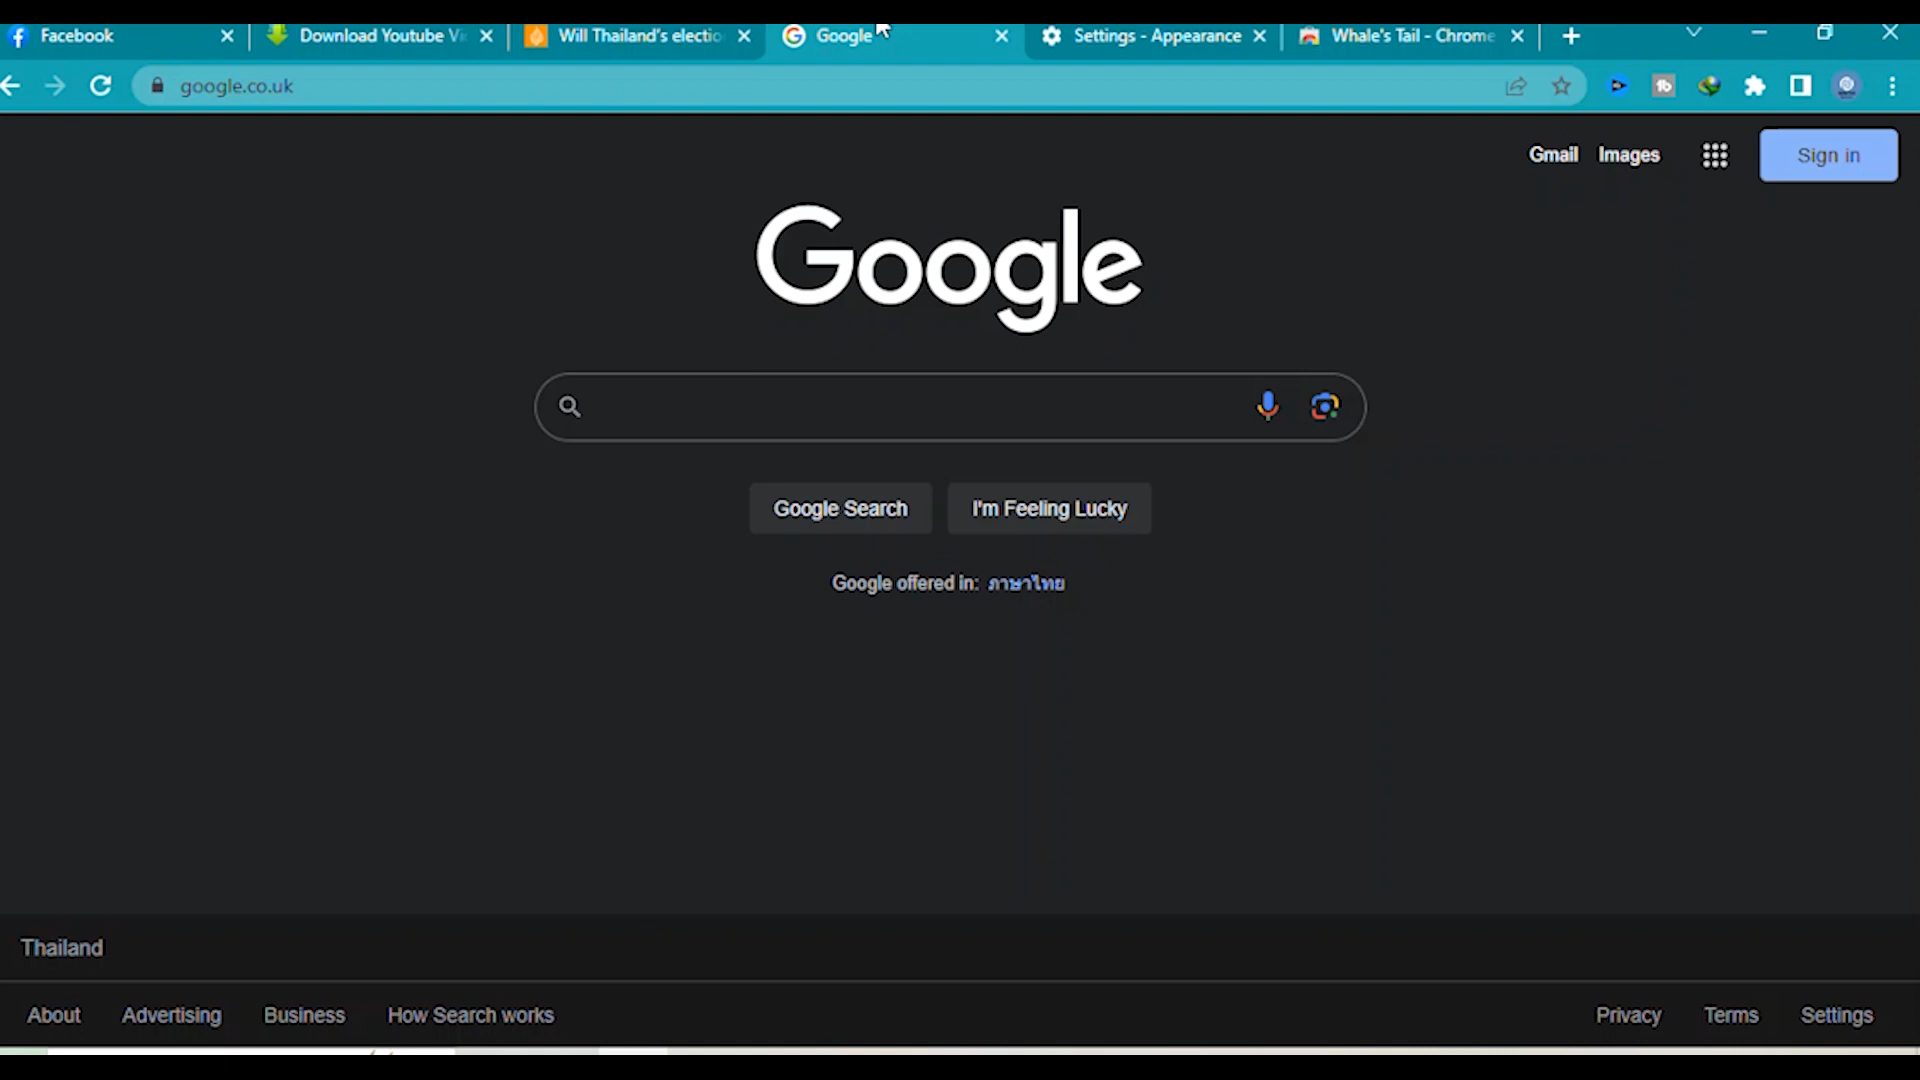 Facebook
Download Youtube Vi
Will Thailand's electio
Google
Settings - Appearance
Whale's Tail - Chrome
google.co.uk
Gmail Images Sign in
Google
Google Search I'm Feeling Lucky
Google offered in: ภาษาไทย
Thailand
About Advertising Business How Search works Privacy Terms Settings